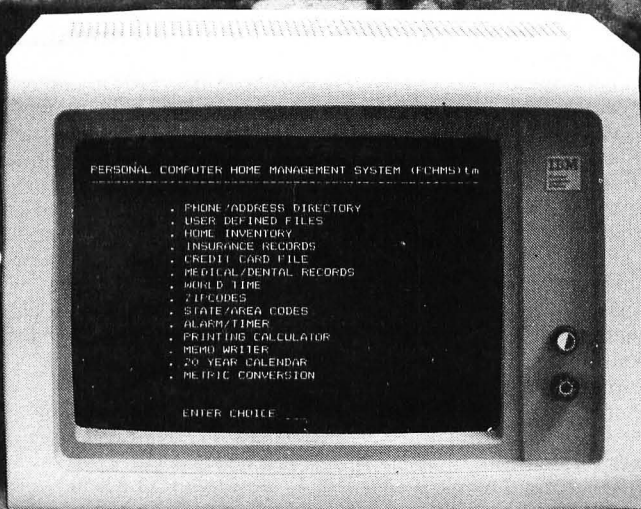 PERSONAL COMPUTER HOME MANAGEMENT SYSTEM (PCHMS)tm
. PHONE/ADDRESS DIRECTORY
. USER DEFINED FILES
. HOME INVENTORY
. INSURANCE RECORDS
. CREDIT CARD FILE
. MEDICAL/DENTAL RECORDS
. WORLD TIME
. ZIPCODES
. STATE/AREA CODES
. ALARM/TIMER
. PRINTING CALCULATOR
. MEMO WRITER
. 20 YEAR CALENDAR
. METRIC CONVERSION
ENTER CHOICE __
IBM